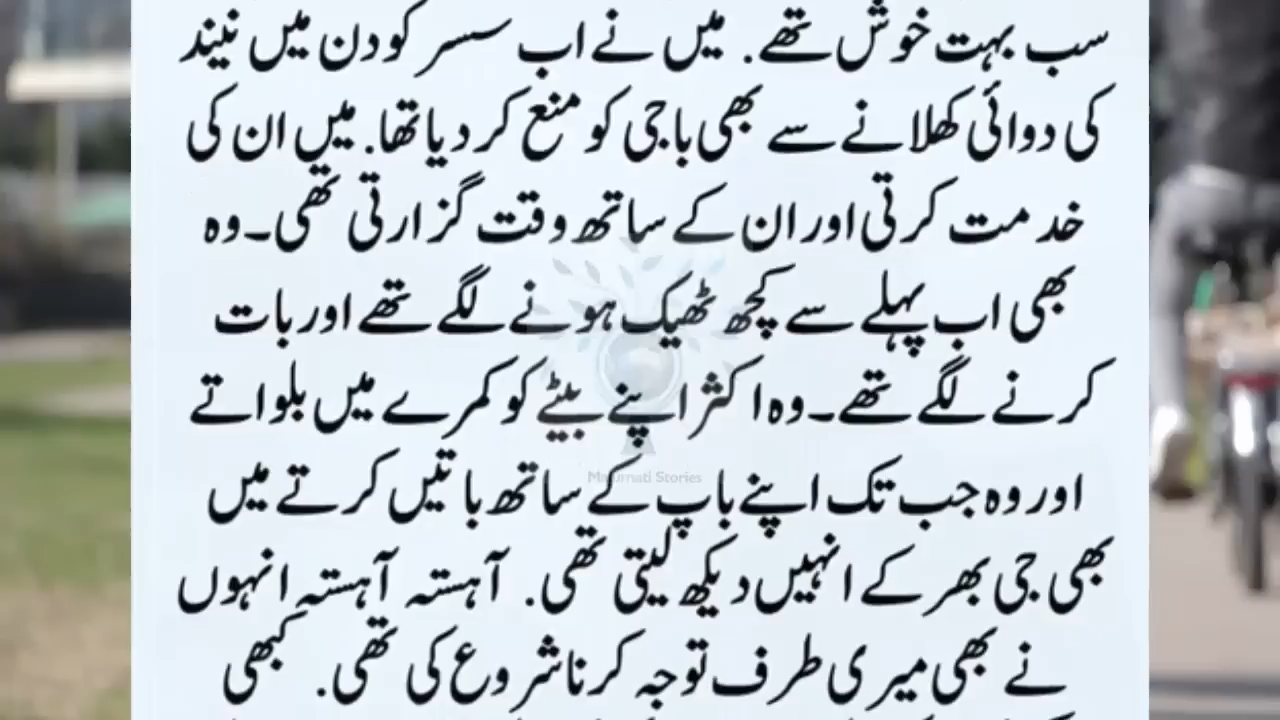 سب بہت خوش تھے. میں نے اب سسر کو دن میں نیند
کی دوائی کھلانے سے بھی باجی کو منع کر دیا تھا. میں ان کی
خدمت کرتی اور ان کے ساتھ وقت گزارتی تھی۔ وہ
بھی اب پہلے سے کچھ ٹھیک ہونے لگے تھے اور بات
کرنے لگے تھے۔ وہ اکثر اپنے بیٹے کو کمرے میں بلواتے
Malumati Stories
اور وہ جب تک اپنے باپ کے ساتھ باتیں کرتے میں
بھی جی بھر کے انہیں دیکھ لیتی تھی. آہستہ آہستہ انہوں
نے بھی میری طرف توجہ کرنا شروع کی تھی. کبھی